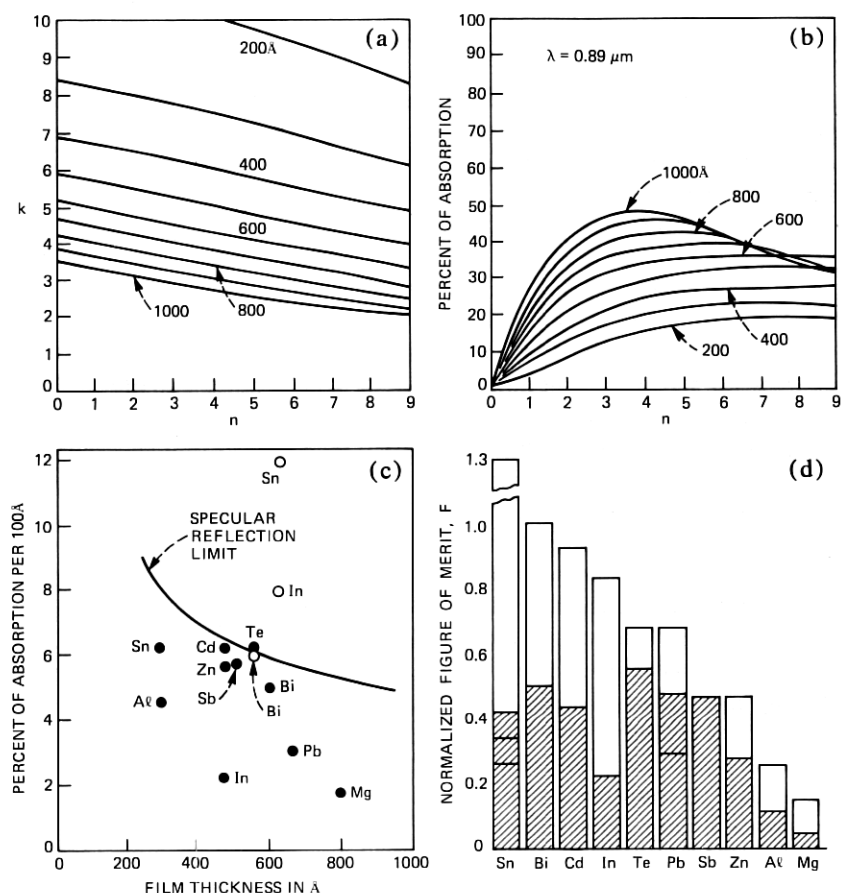 (a)
10
9
8
7
6
5
4
3
2
1
0
k
200Å
400
600
800
1000
0 1 2 3 4 5 6 7 8 9
n
(b)
λ = 0.89 μm
100
90
80
70
60
50
40
30
20
10
0
PERCENT OF ABSORPTION
1000Å
800
600
400
200
0 1 2 3 4 5 6 7 8 9
n
(c)
12
10
8
6
4
2
0
PERCENT OF ABSORPTION PER 100Å
SPECULAR
REFLECTION
LIMIT
Sn
In
Te
Sn
Cd
Zn
Sb
Bi
Bi
Aℓ
Pb
In
Mg
0 200 400 600 800 1000
FILM THICKNESS IN Å
(d)
1.3
1.0
0.8
0.6
0.4
0.2
0
NORMALIZED FIGURE OF MERIT, F
Sn Bi Cd In Te Pb Sb Zn Aℓ Mg